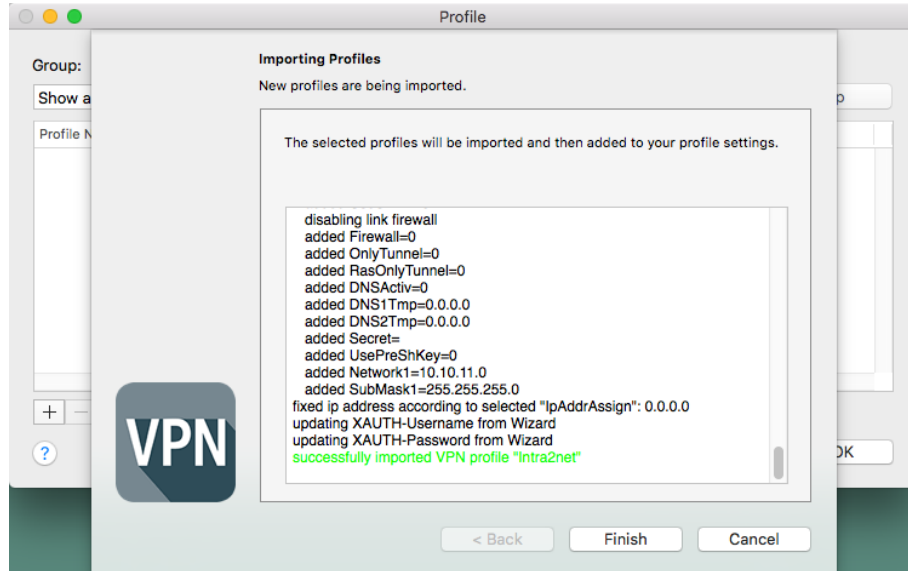 Profile
Group:
Show a
Profile N
p
Importing Profiles
New profiles are being imported.
The selected profiles will be imported and then added to your profile settings.
disabling link firewall
added Firewall=0
added OnlyTunnel=0
added RasOnlyTunnel=0
added DNSActiv=0
added DNS1Tmp=0.0.0.0
added DNS2Tmp=0.0.0.0
added Secret=
added UsePreShKey=0
added Network1=10.10.11.0
added SubMask1=255.255.255.0
fixed ip address according to selected "IpAddrAssign": 0.0.0.0
updating XAUTH-Username from Wizard
updating XAUTH-Password from Wizard
successfully imported VPN profile "Intra2net"
VPN
+ −
?
OK
< Back
Finish
Cancel